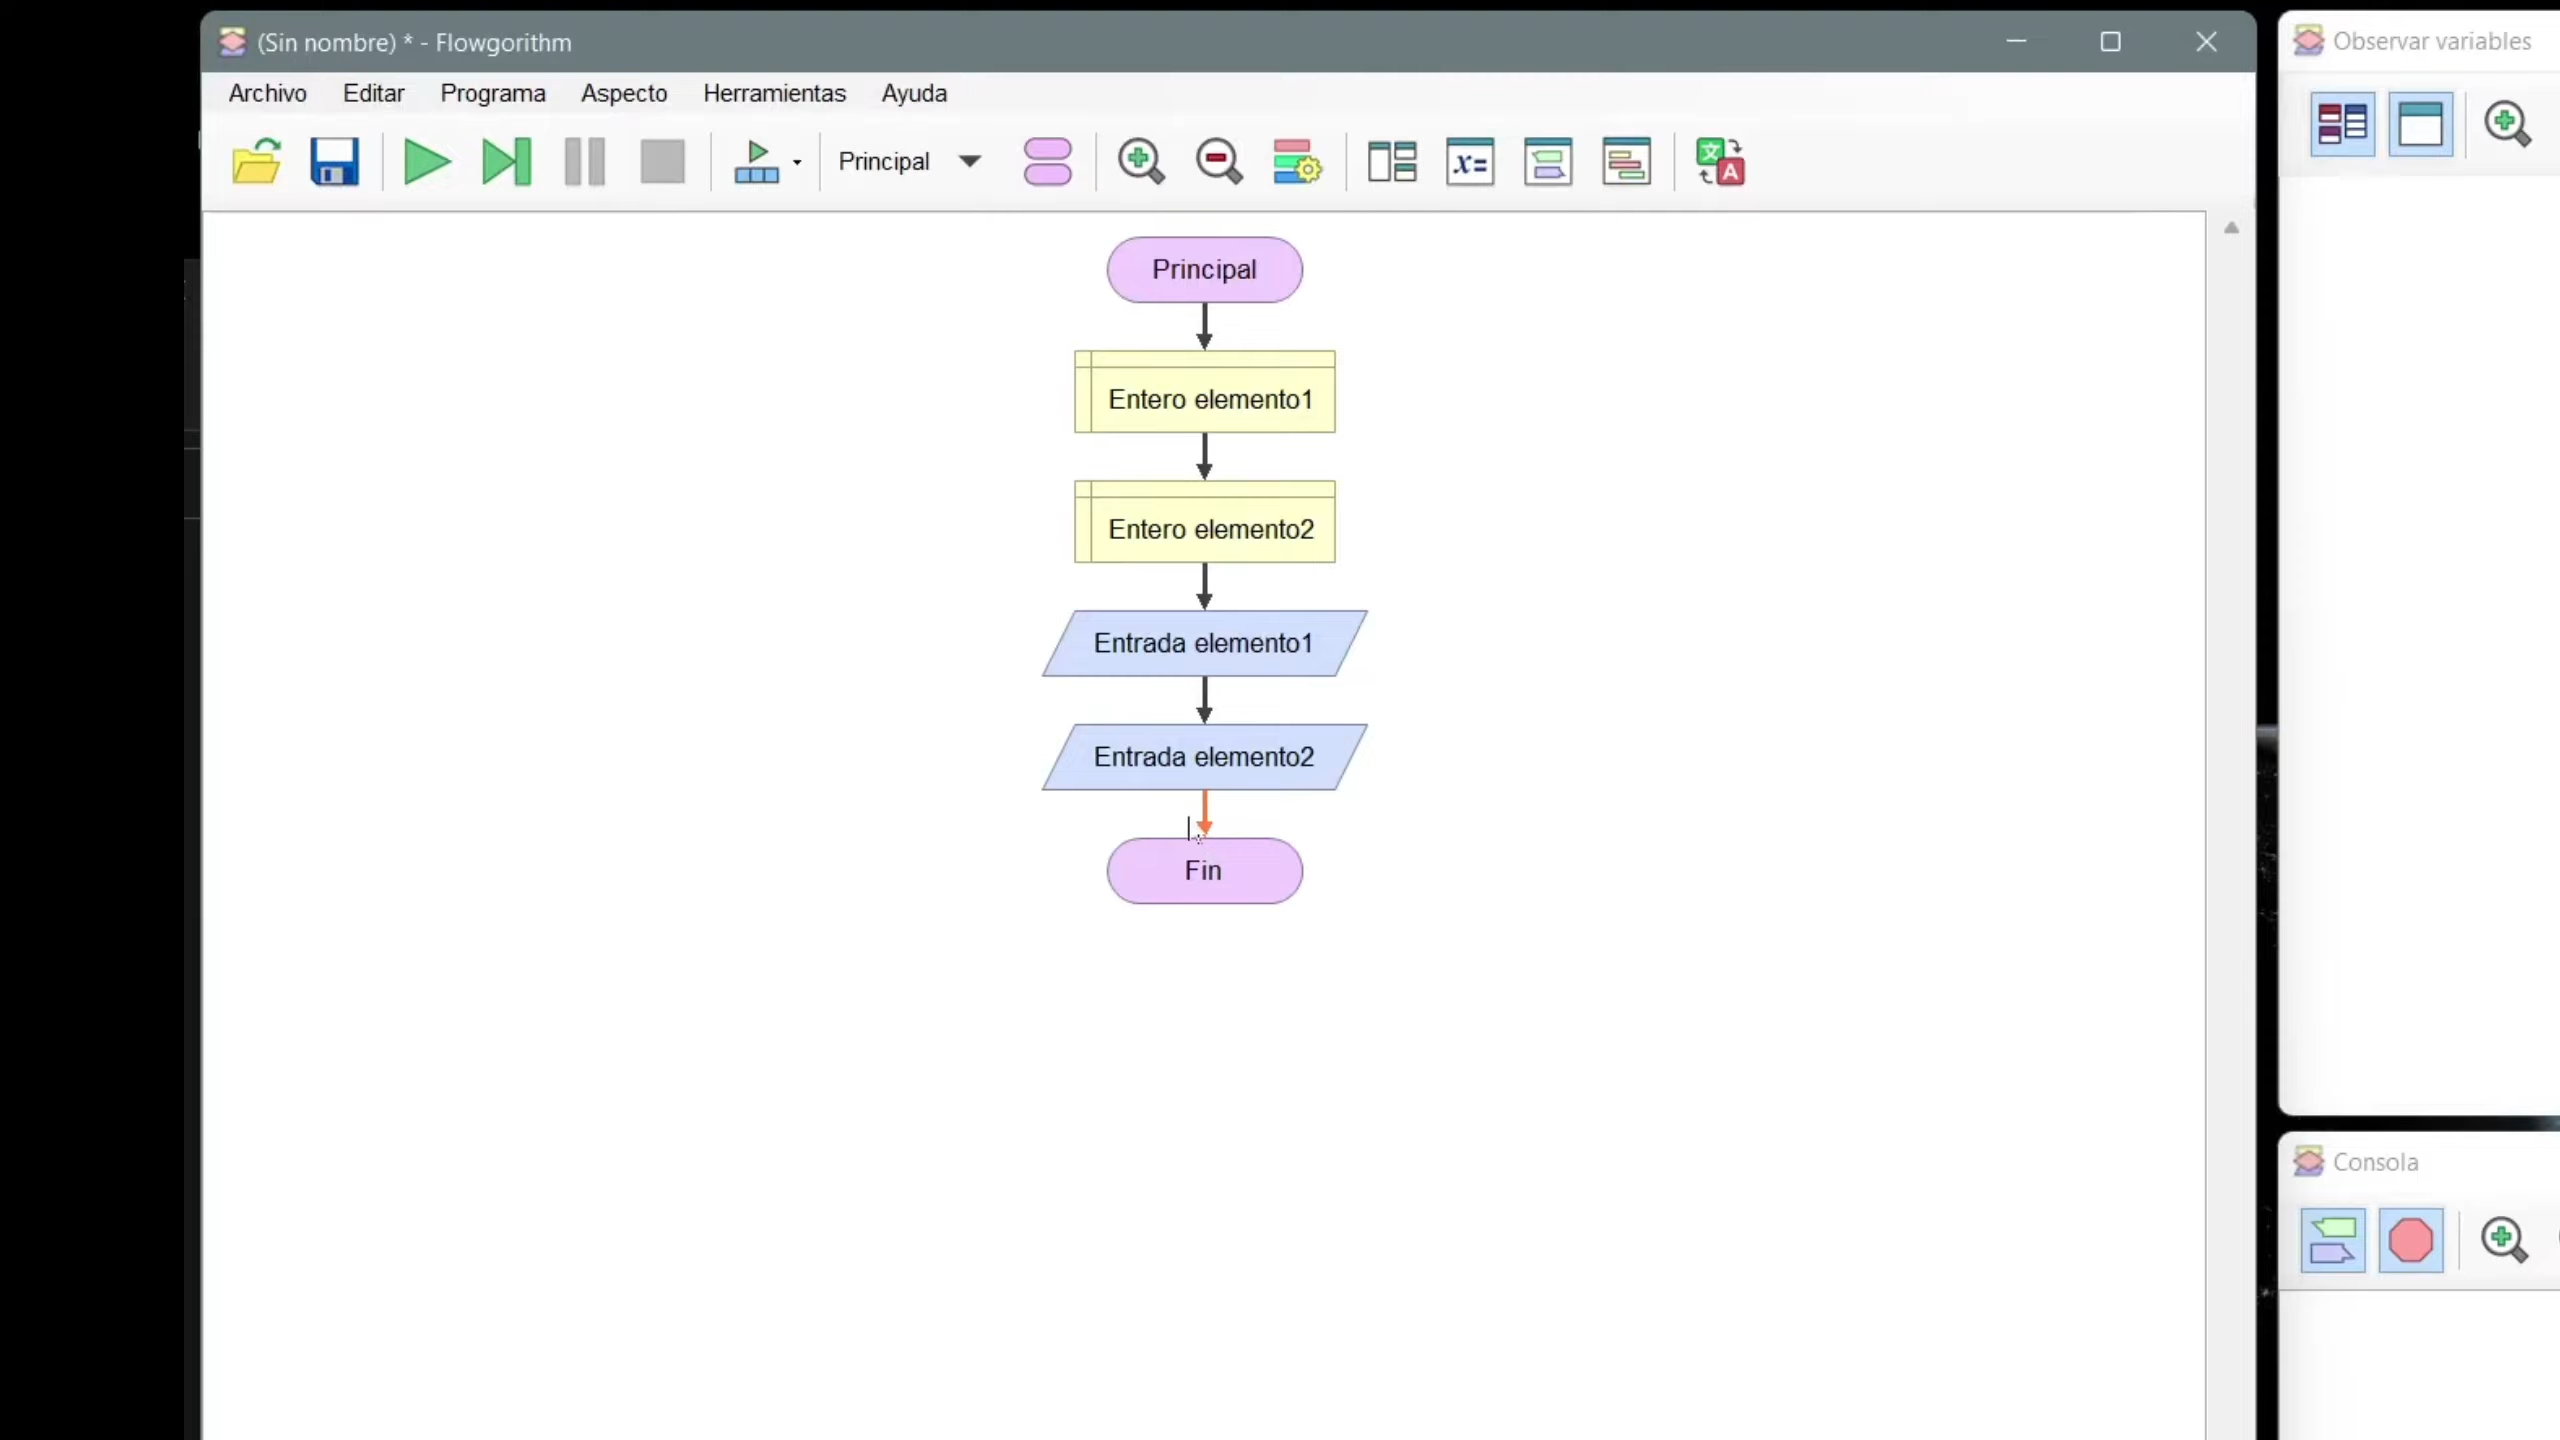 (Sin nombre) * - Flowgorithm
Archivo Editar Programa Aspecto Herramientas Ayuda
Principal
x=
文
A
Principal
Entero elemento1
Entero elemento2
Entrada elemento1
Entrada elemento2
Fin
Observar variables
Consola